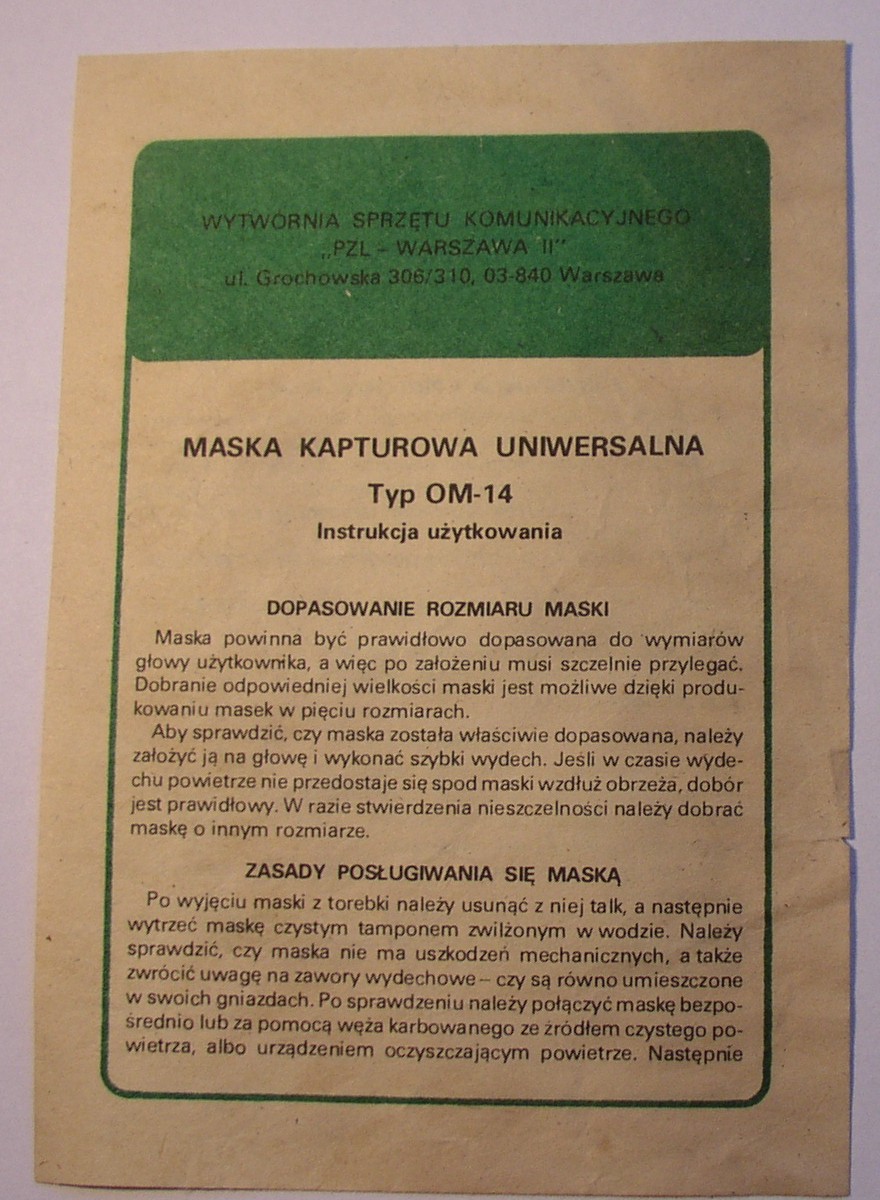 WYTWÓRNIA SPRZĘTU KOMUNIKACYJNEGO
„PZL – WARSZAWA II”
ul. Grochowska 306/310, 03-840 Warszawa
MASKA KAPTUROWA UNIWERSALNA
Typ OM-14
Instrukcja użytkowania
DOPASOWANIE ROZMIARU MASKI
Maska powinna być prawidłowo dopasowana do wymiarów
głowy użytkownika, a więc po założeniu musi szczelnie przylegać.
Dobranie odpowiedniej wielkości maski jest możliwe dzięki produ-
kowaniu masek w pięciu rozmiarach.
Aby sprawdzić, czy maska została właściwie dopasowana, należy
założyć ją na głowę i wykonać szybki wydech. Jeśli w czasie wyde-
chu powietrze nie przedostaje się spod maski wzdłuż obrzeża, dobór
jest prawidłowy. W razie stwierdzenia nieszczelności należy dobrać
maskę o innym rozmiarze.
ZASADY POSŁUGIWANIA SIĘ MASKĄ
Po wyjęciu maski z torebki należy usunąć z niej talk, a następnie
wytrzeć maskę czystym tamponem zwilżonym w wodzie. Należy
sprawdzić, czy maska nie ma uszkodzeń mechanicznych, a także
zwrócić uwagę na zawory wydechowe – czy są równo umieszczone
w swoich gniazdach. Po sprawdzeniu należy połączyć maskę bezpo-
średnio lub za pomocą węża karbowanego ze źródłem czystego po-
wietrza, albo urządzeniem oczyszczającym powietrze. Następnie